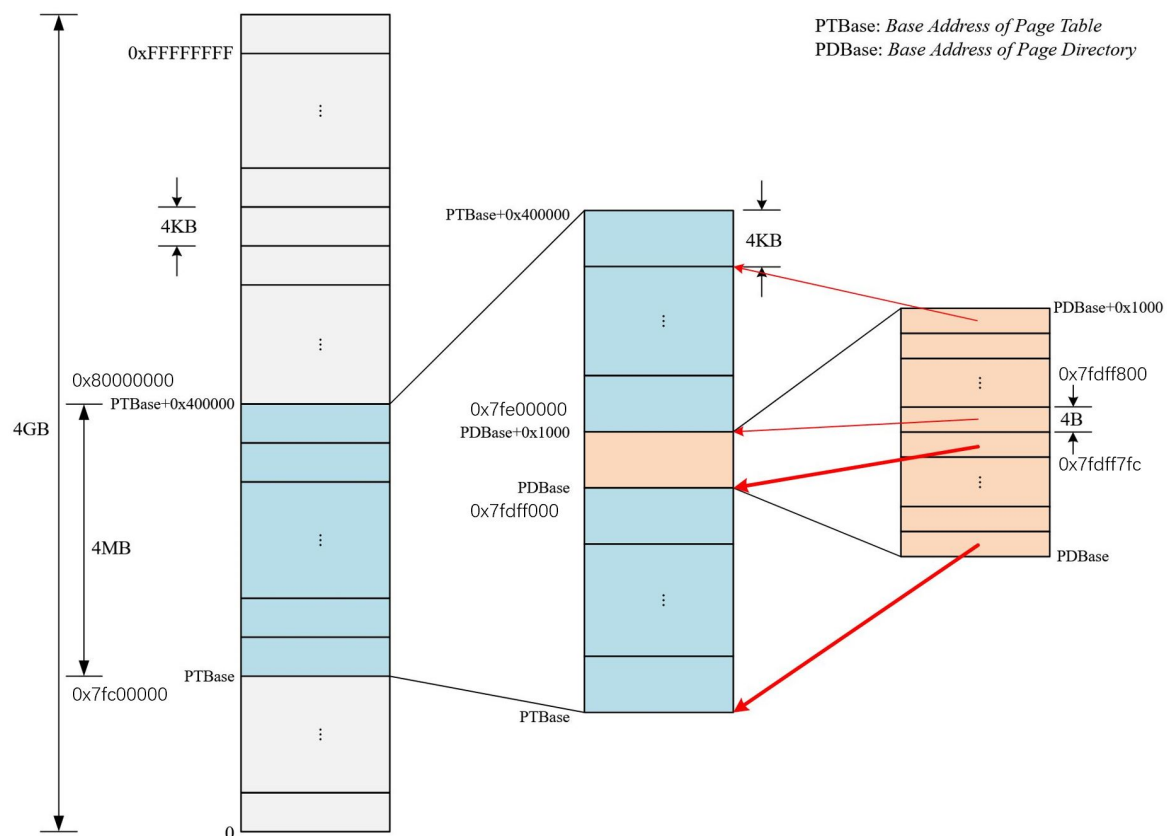 PTBase: Base Address of Page Table
PDBase: Base Address of Page Directory
0xFFFFFFFF
4KB
0x80000000
PTBase+0x400000
4GB
4MB
PTBase
0x7fc00000
0
PTBase+0x400000
4KB
0x7fe00000
PDBase+0x1000
PDBase
0x7fdff000
PTBase
PDBase+0x1000
0x7fdff800
4B
0x7fdff7fc
PDBase